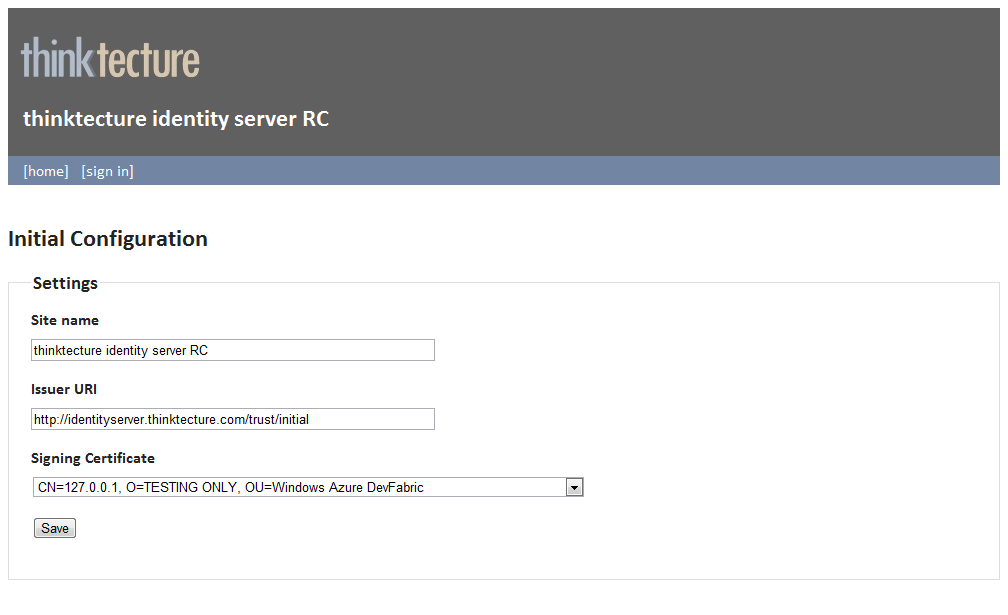 thinktecture
thinktecture identity server RC
[home] [sign in]
Initial Configuration
Settings
Site name
thinktecture identity server RC
Issuer URI
http://identityserver.thinktecture.com/trust/initial
Signing Certificate
CN=127.0.0.1, O=TESTING ONLY, OU=Windows Azure DevFabric
Save